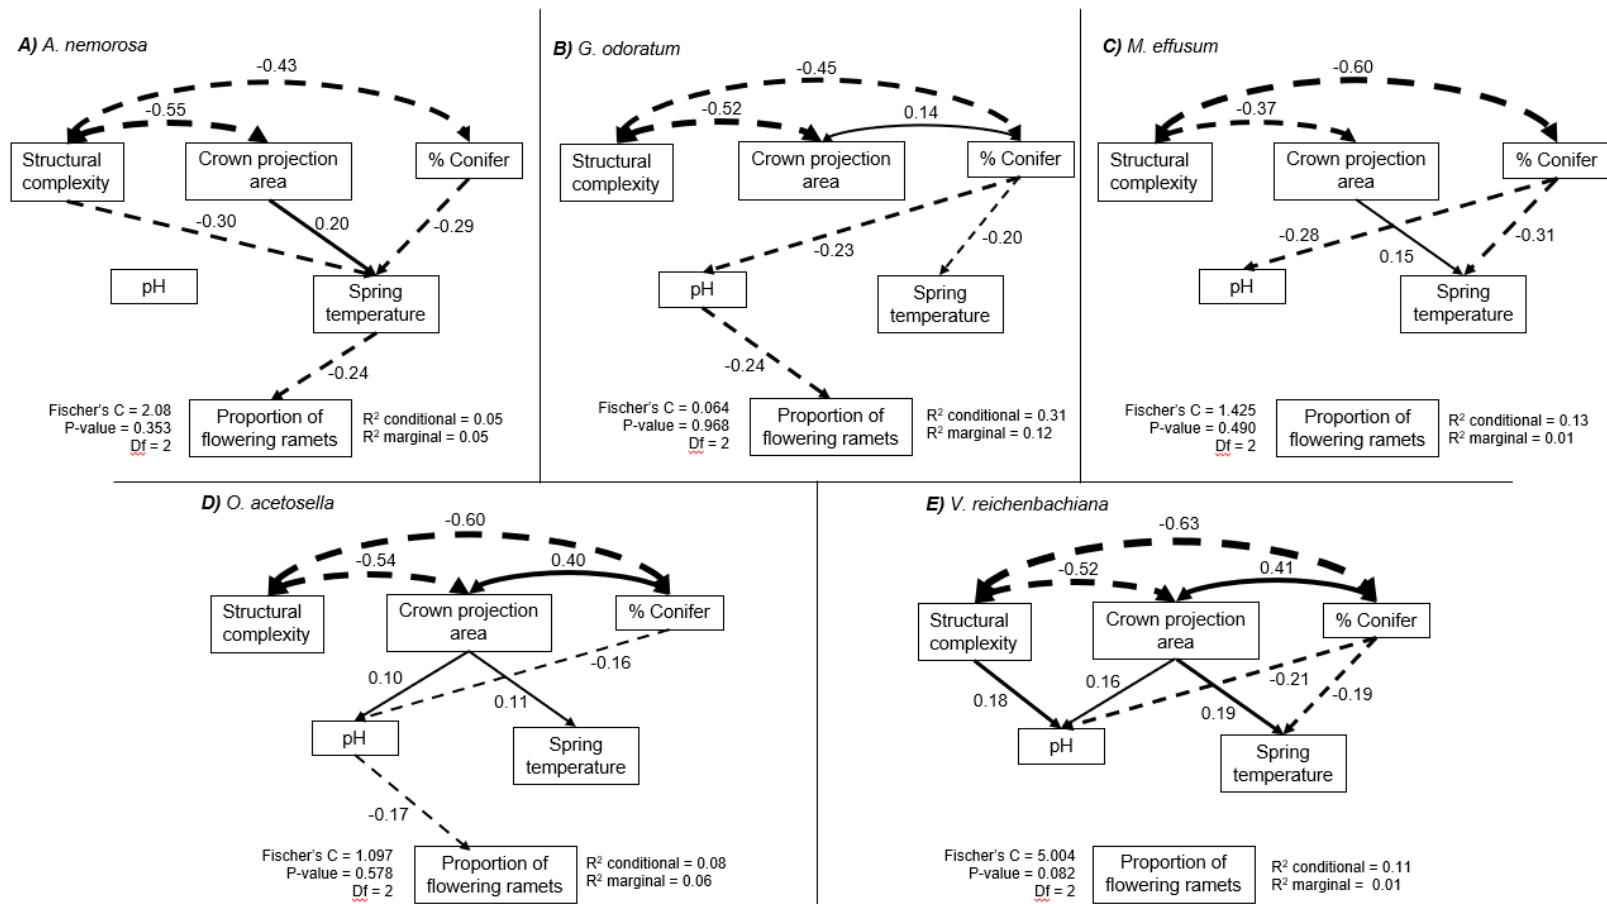 A) A. nemorosa
-0.43
-0.55
Structural
complexity
Crown projection
area
% Conifer
-0.30
0.20
-0.29
pH
Spring
temperature
-0.24
Fischer's C = 2.08
P-value = 0.353
Df = 2
Proportion of
flowering ramets
R² conditional = 0.05
R² marginal = 0.05
B) G. odoratum
-0.45
-0.52
0.14
Structural
complexity
Crown projection
area
% Conifer
-0.23
-0.20
pH
Spring
temperature
-0.24
Fischer's C = 0.064
P-value = 0.968
Df = 2
Proportion of
flowering ramets
R² conditional = 0.31
R² marginal = 0.12
C) M. effusum
-0.60
-0.37
Structural
complexity
Crown projection
area
% Conifer
-0.28
0.15
-0.31
pH
Spring
temperature
Fischer's C = 1.425
P-value = 0.490
Df = 2
Proportion of
flowering ramets
R² conditional = 0.13
R² marginal = 0.01
D) O. acetosella
-0.60
-0.54
0.40
Structural
complexity
Crown projection
area
% Conifer
0.10
0.11
-0.16
pH
Spring
temperature
-0.17
Fischer's C = 1.097
P-value = 0.578
Df = 2
Proportion of
flowering ramets
R² conditional = 0.08
R² marginal = 0.06
E) V. reichenbachiana
-0.63
-0.52
0.41
Structural
complexity
Crown projection
area
% Conifer
0.18
0.16
0.19
-0.21
-0.19
pH
Spring
temperature
Fischer's C = 5.004
P-value = 0.082
Df = 2
Proportion of
flowering ramets
R² conditional = 0.11
R² marginal = 0.01